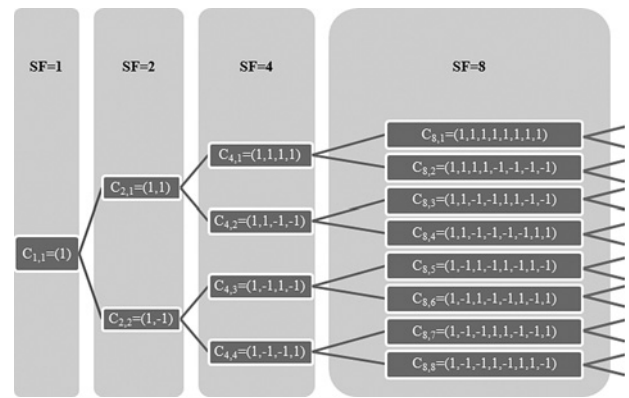 SF=1
SF=2
SF=4
SF=8
C1,1=(1)
C2,1=(1,1)
C2,2=(1,-1)
C4,1=(1,1,1,1)
C4,2=(1,1,-1,-1)
C4,3=(1,-1,1,-1)
C4,4=(1,-1,-1,1)
C8,1=(1,1,1,1,1,1,1,1)
C8,2=(1,1,1,1,-1,-1,-1,-1)
C8,3=(1,1,-1,-1,1,1,-1,-1)
C8,4=(1,1,-1,-1,-1,-1,1,1)
C8,5=(1,-1,1,-1,1,-1,1,-1)
C8,6=(1,-1,1,-1,-1,1,-1,1)
C8,7=(1,-1,-1,1,1,-1,-1,1)
C8,8=(1,-1,-1,1,-1,1,1,-1)